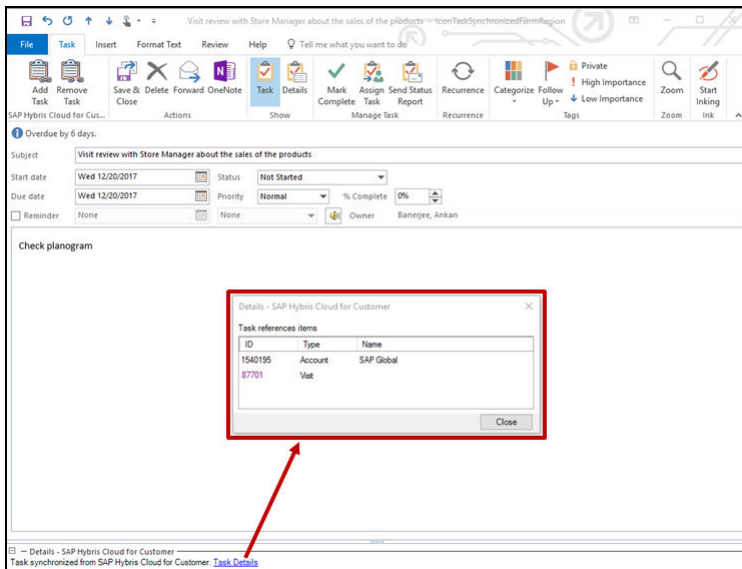 Visit review with Store Manager about the sales of the products - IconTaskSynchronizedFormRegion
File Task Insert Format Text Review Help Tell me what you want to do
Add Task
Remove Task
Save & Close
Delete
Forward
OneNote
Task
Details
Mark Complete
Assign Task
Send Status Report
Recurrence
Categorize
Follow Up
Private
High Importance
Low Importance
Zoom
Start Inking
SAP Hybris Cloud for Cus... Actions Show Manage Task Recurrence Tags Zoom Ink
Overdue by 6 days.
Subject Visit review with Store Manager about the sales of the products
Start date Wed 12/20/2017 Status Not Started
Due date Wed 12/20/2017 Priority Normal % Complete 0%
Reminder None None Owner Banerjee, Ankan
Check planogram
Details - SAP Hybris Cloud for Customer
Task references items
ID Type Name
1540195 Account SAP Global
87701 Visit
Close
Details - SAP Hybris Cloud for Customer
Task synchronized from SAP Hybris Cloud for Customer. Task Details